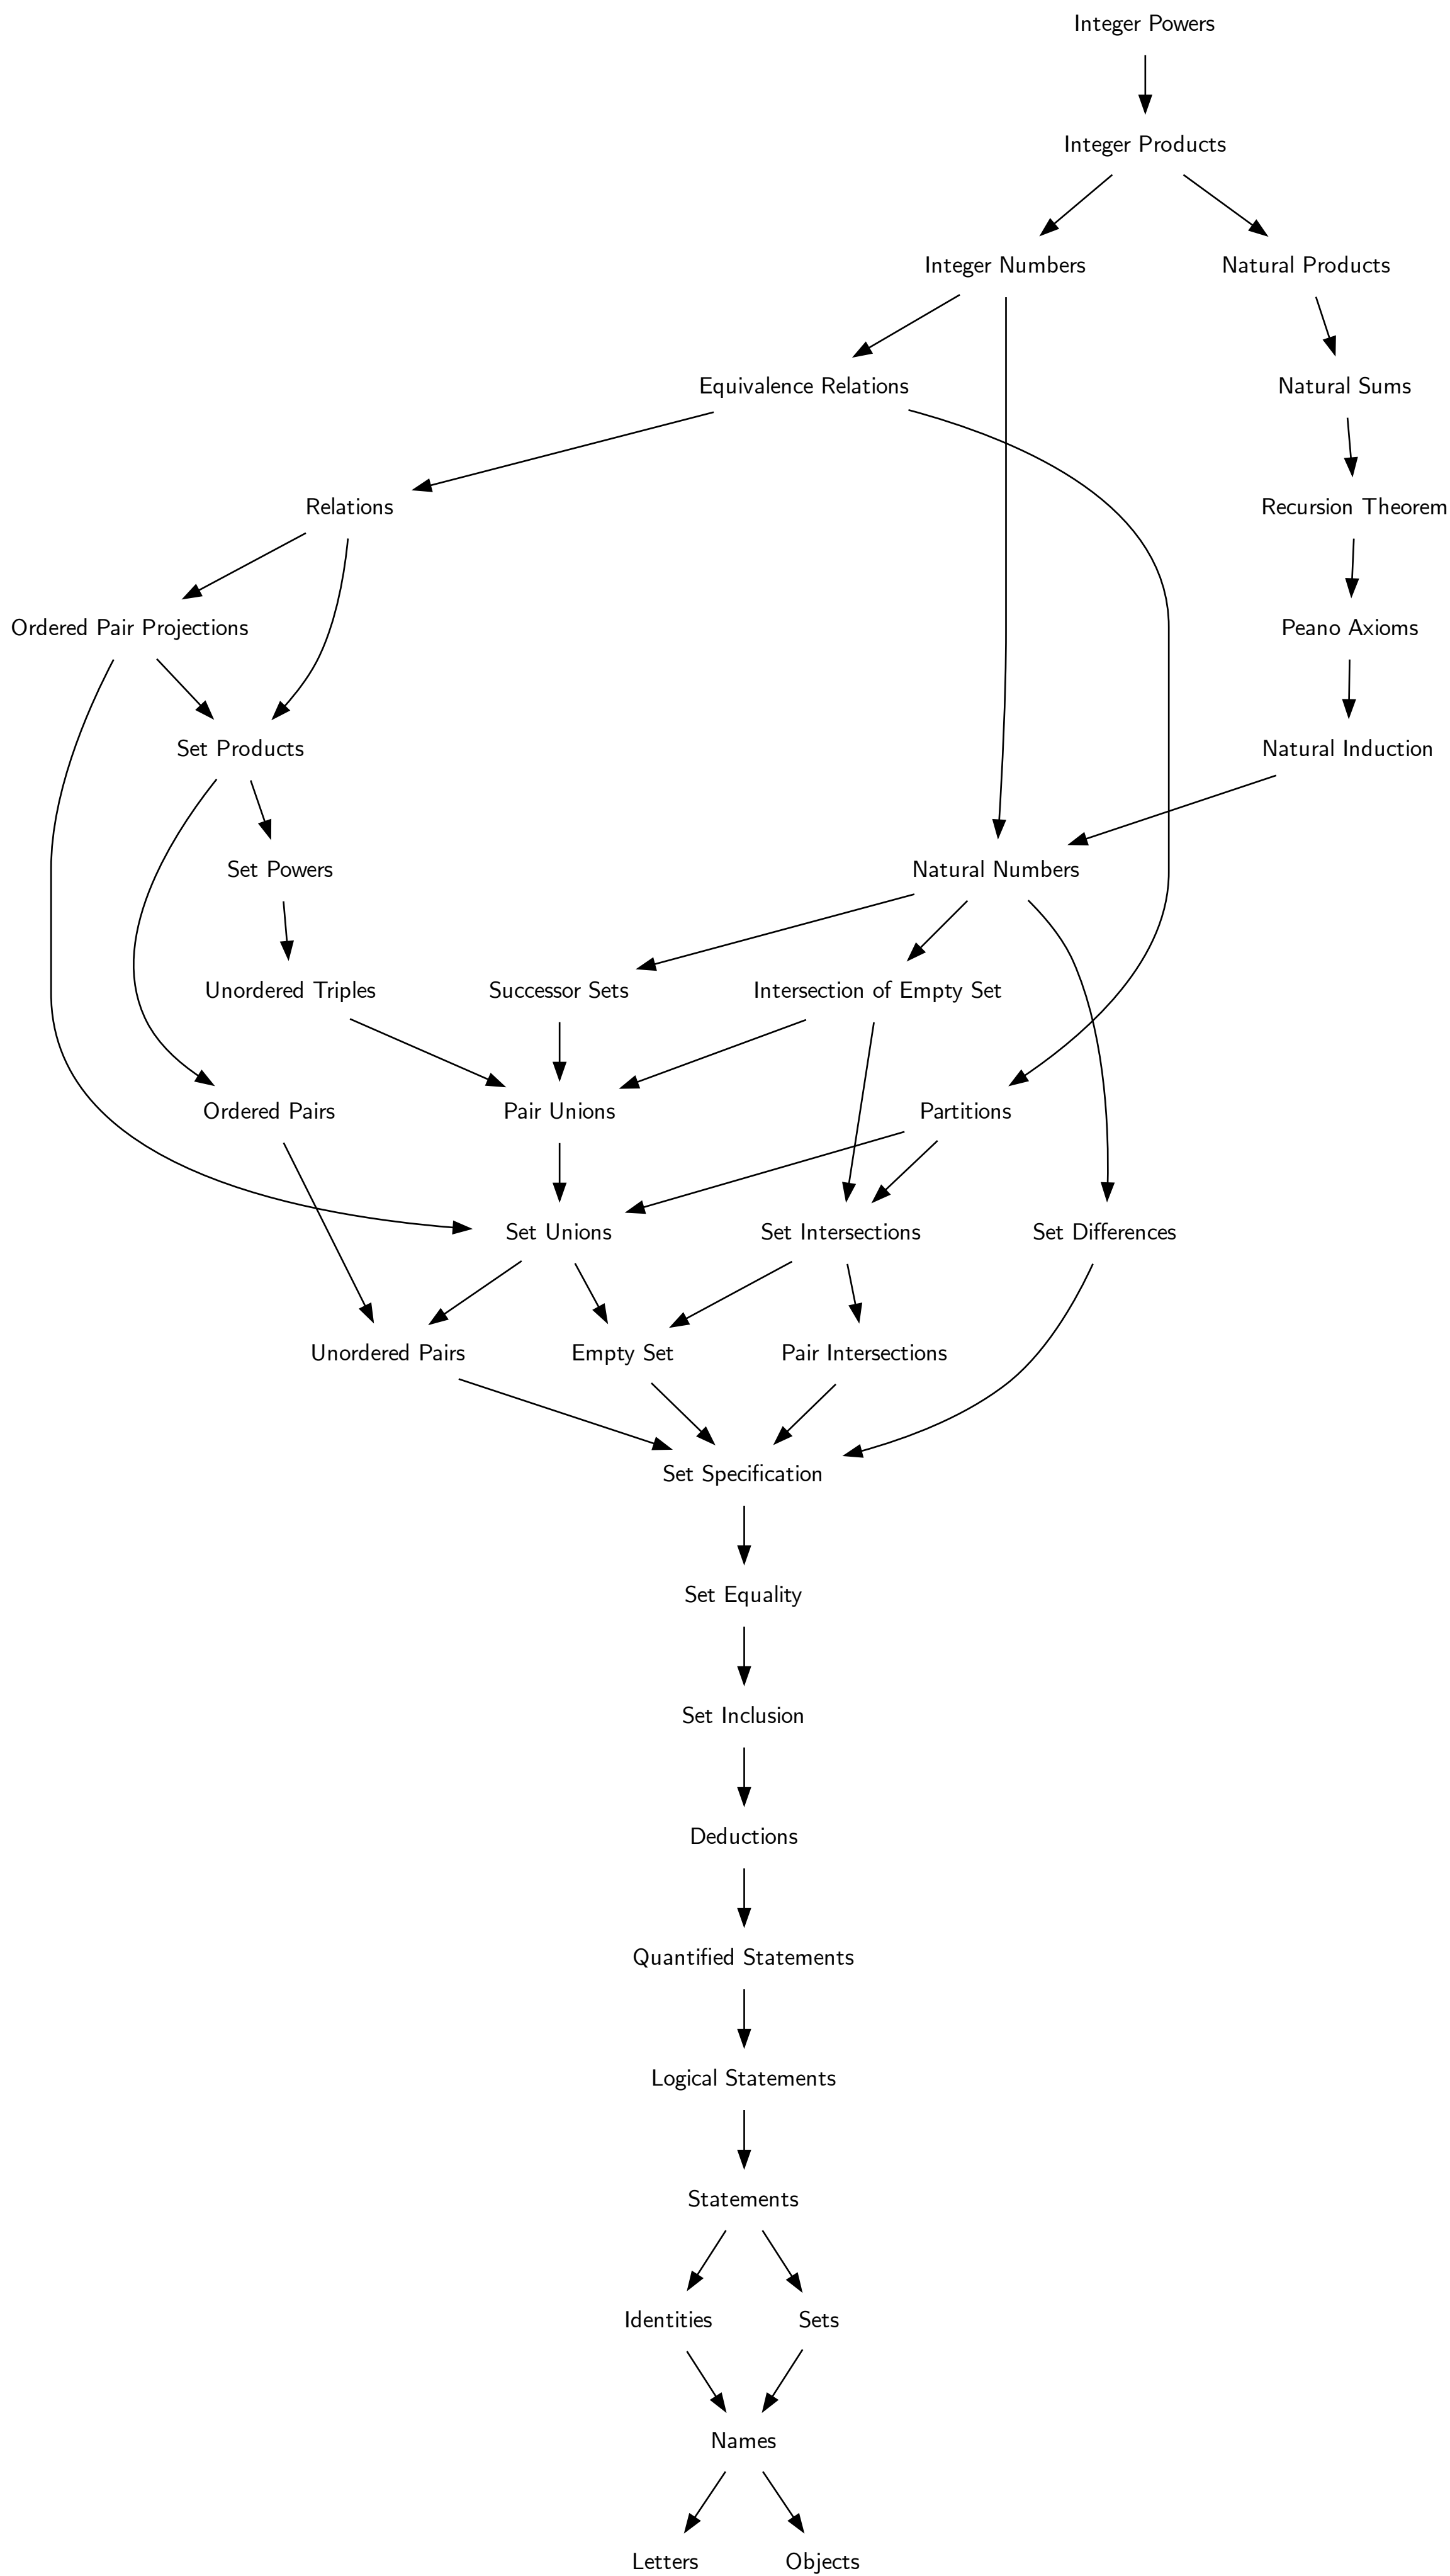 Integer Powers
Integer Products
Integer Numbers
Natural Products
Equivalence Relations
Natural Sums
Relations
Recursion Theorem
Ordered Pair Projections
Peano Axioms
Set Products
Natural Induction
Set Powers
Natural Numbers
Unordered Triples
Successor Sets
Intersection of Empty Set
Ordered Pairs
Pair Unions
Partitions
Set Unions
Set Intersections
Set Differences
Unordered Pairs
Empty Set
Pair Intersections
Set Specification
Set Equality
Set Inclusion
Deductions
Quantified Statements
Logical Statements
Statements
Identities
Sets
Names
Letters
Objects